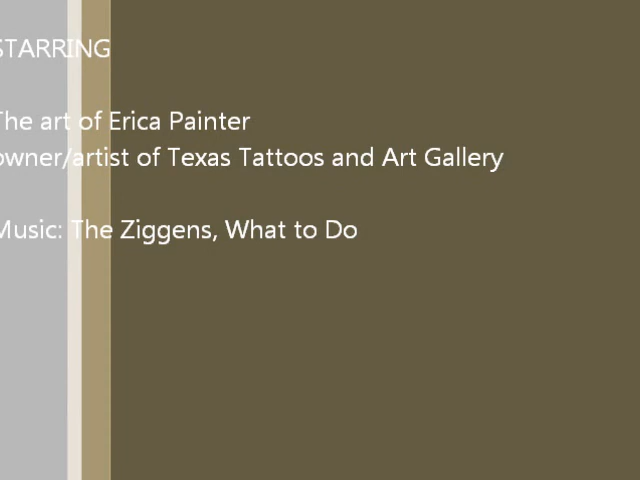 STARRING
The art of Erica Painter
owner/artist of Texas Tattoos and Art Gallery
Music: The Ziggens, What to Do